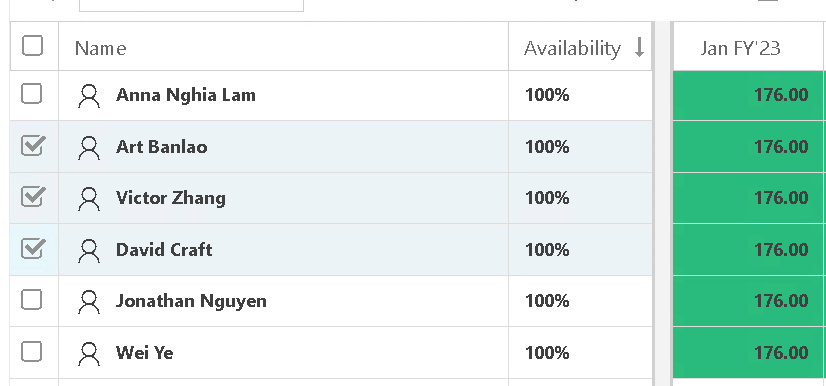 Name Availability Jan FY'23
Anna Nghia Lam 100% 176.00
Art Banlao 100% 176.00
Victor Zhang 100% 176.00
David Craft 100% 176.00
Jonathan Nguyen 100% 176.00
Wei Ye 100% 176.00